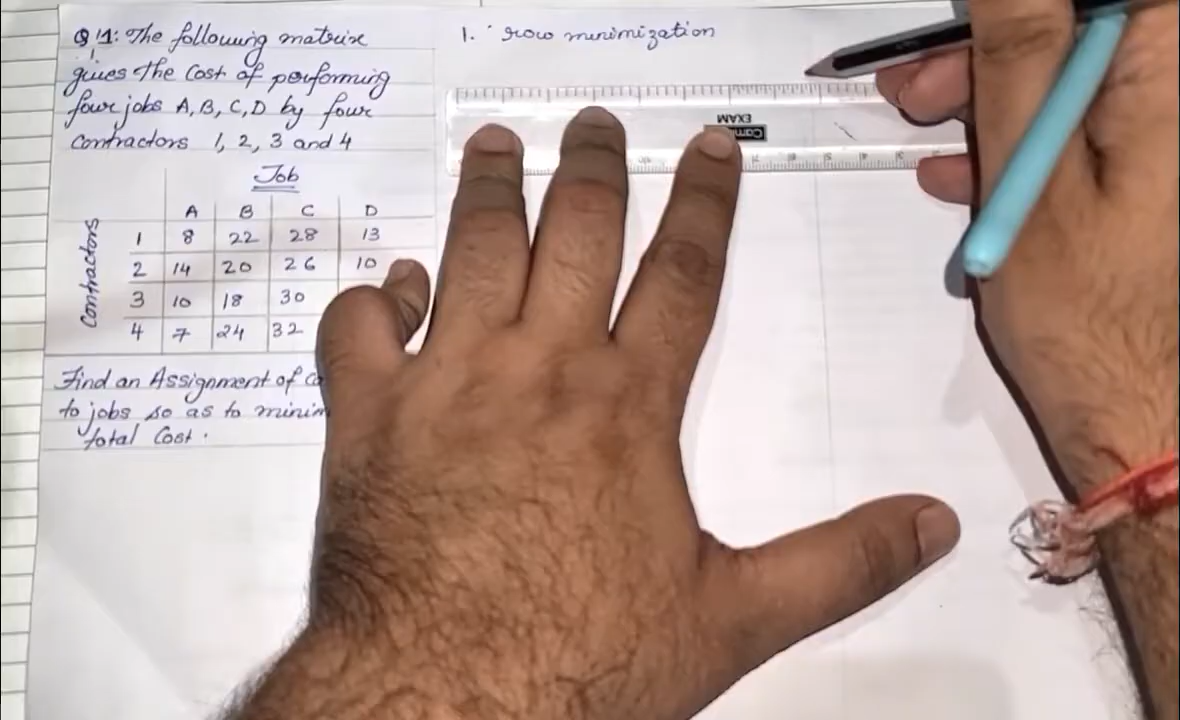 Q1: The following matrix
gives the cost of performing
four jobs A, B, C, D by four
contractors 1, 2, 3 and 4
Job
A B C D
Contractors
1 8 22 28 13
2 14 20 26 10
3 10 18 30
4 7 24 32
Find an Assignment of
to jobs so as to
total cost.
1. row minimization
EXAM